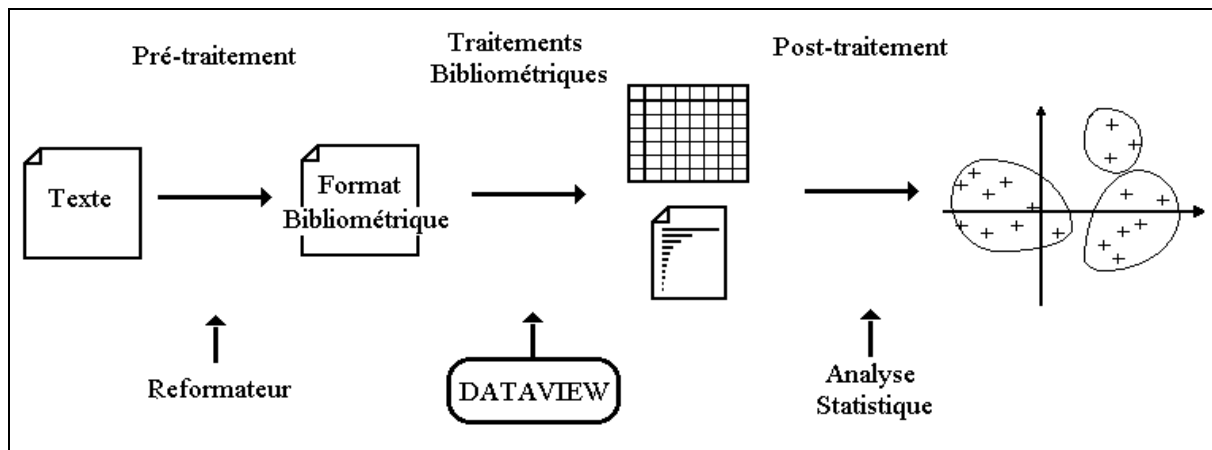 Pré-traitement
Traitements
Bibliométriques
Post-traitement
Texte
Format
Bibliométrique
Reformateur
DATAVIEW
Analyse
Statistique